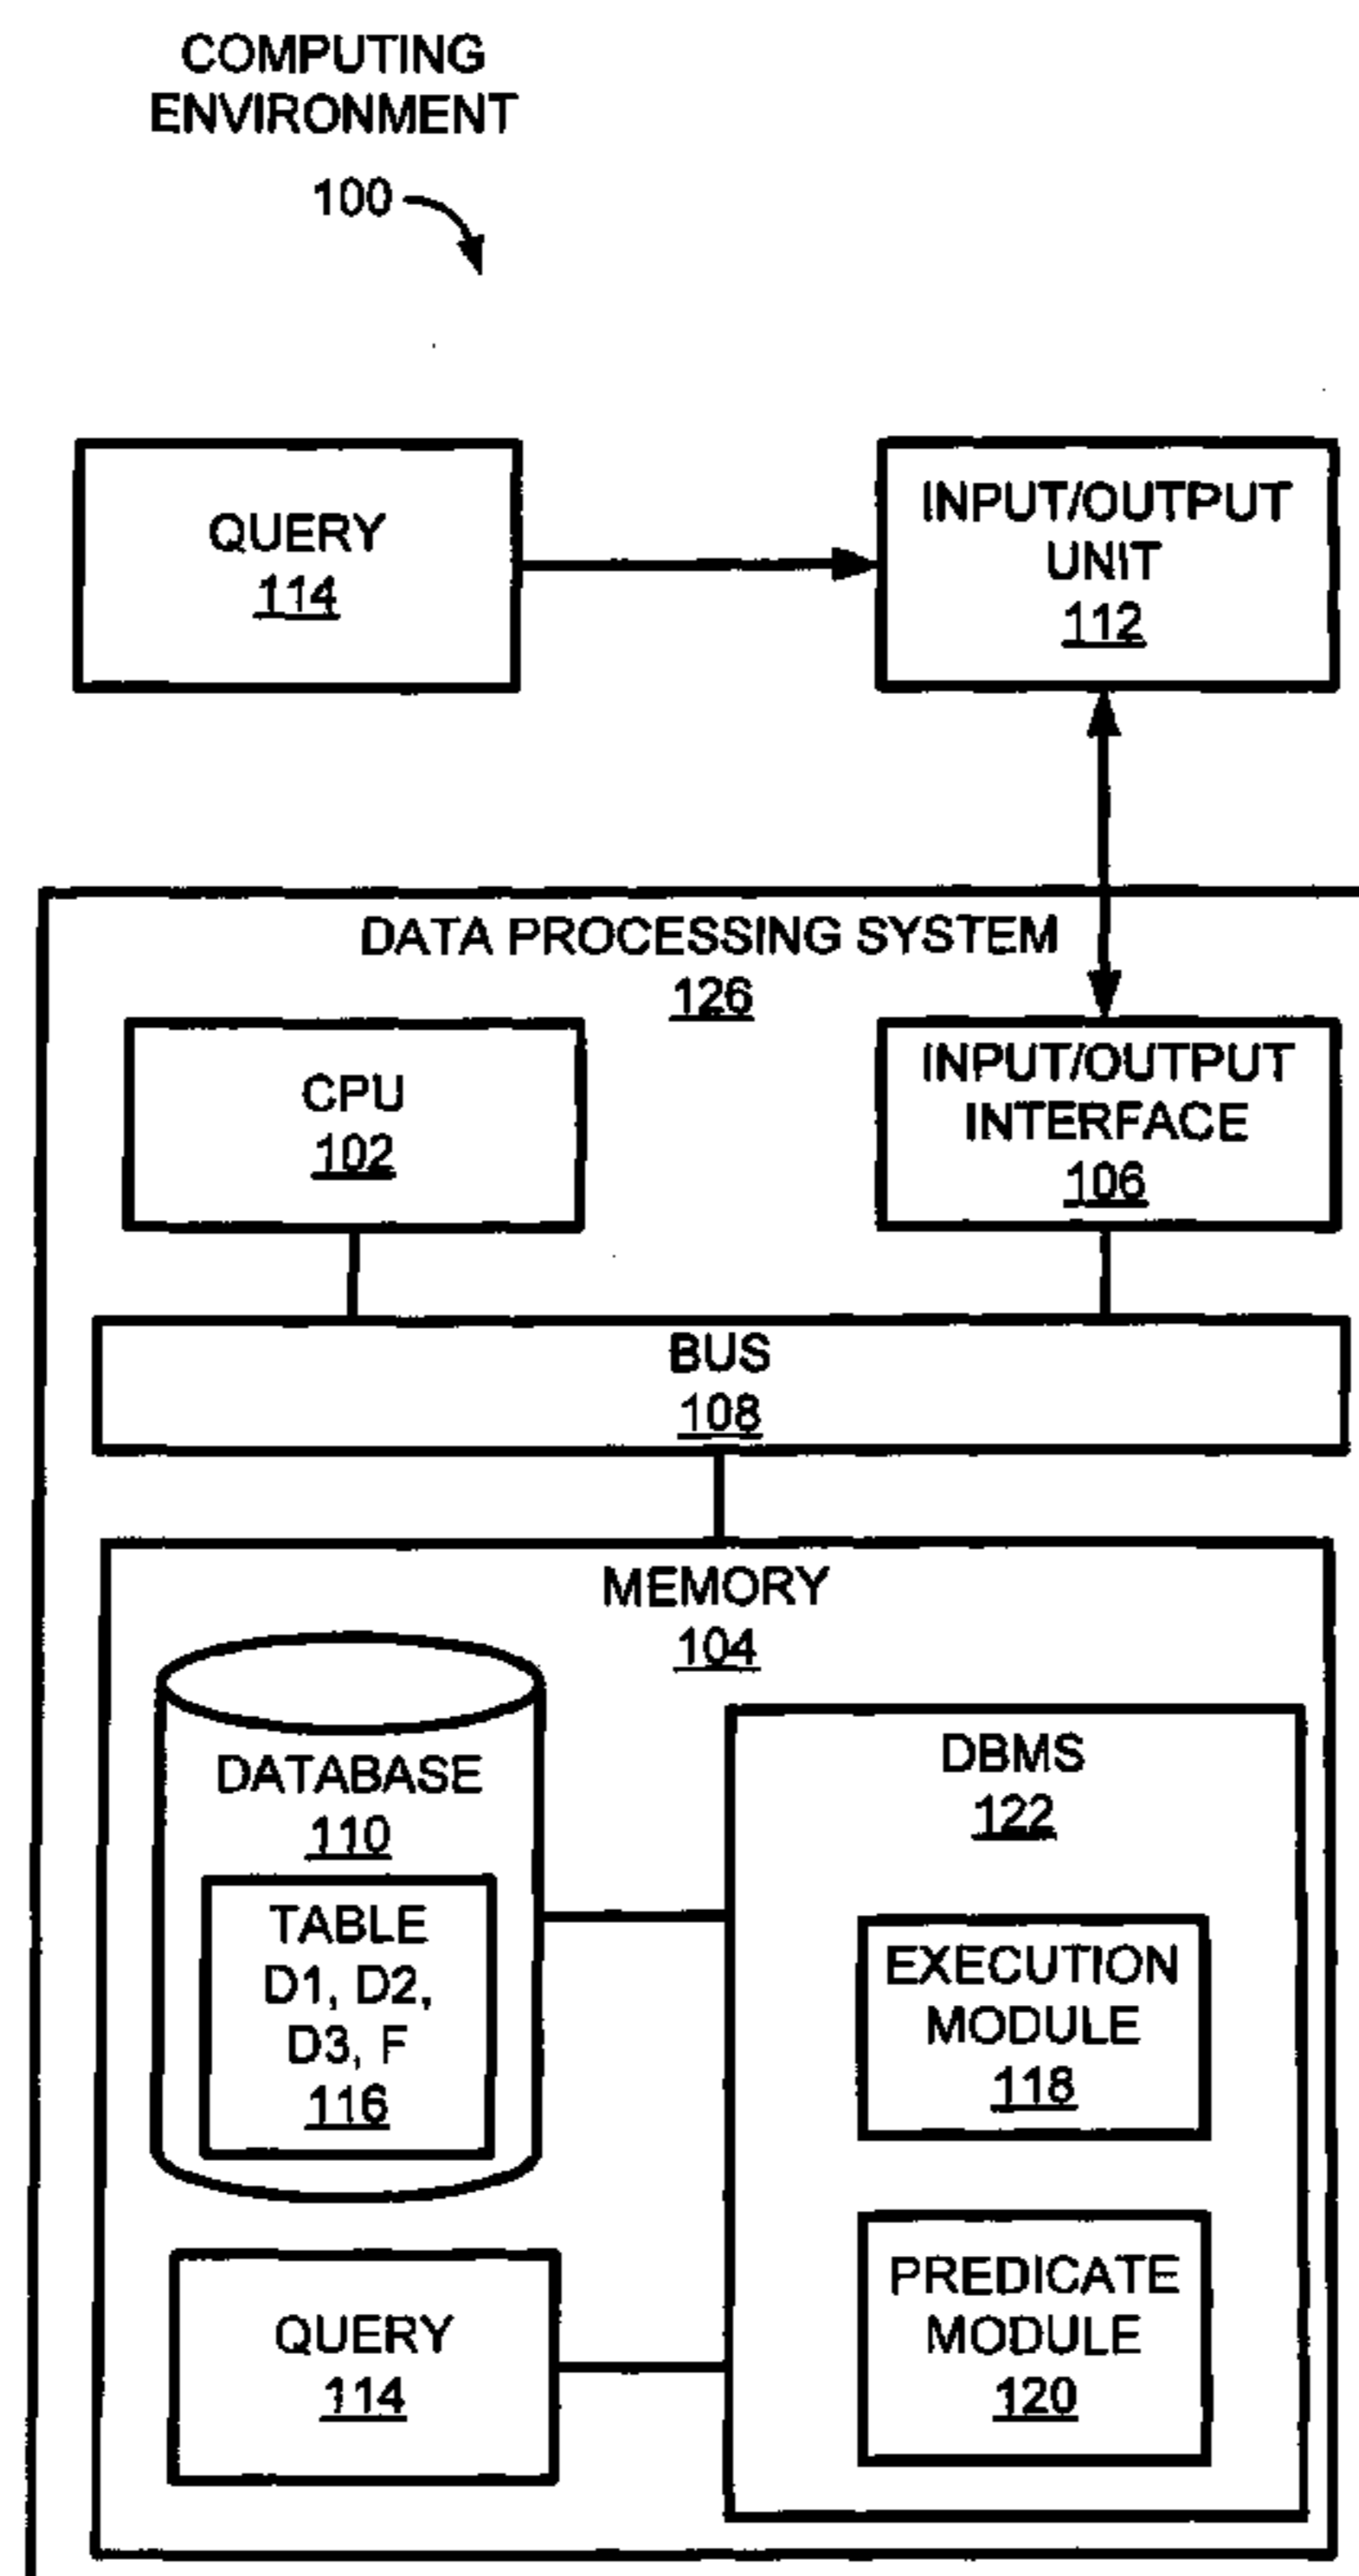 COMPUTING
ENVIRONMENT
100
QUERY
114
INPUT/OUTPUT
UNIT
112
DATA PROCESSING SYSTEM
126
CPU
102
INPUT/OUTPUT
INTERFACE
106
BUS
108
MEMORY
104
DATABASE
110
TABLE
D1, D2,
D3, F
116
DBMS
122
EXECUTION
MODULE
118
QUERY
114
PREDICATE
MODULE
120